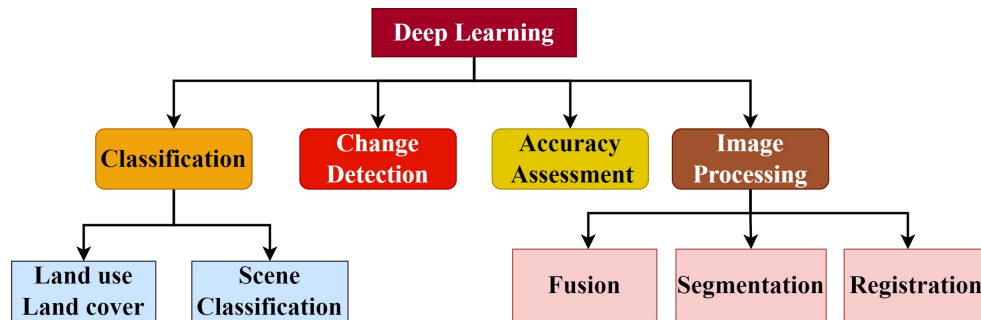 Deep Learning
Classification
Change
Detection
Accuracy
Assessment
Image
Processing
Land use
Land cover
Scene
Classification
Fusion
Segmentation
Registration